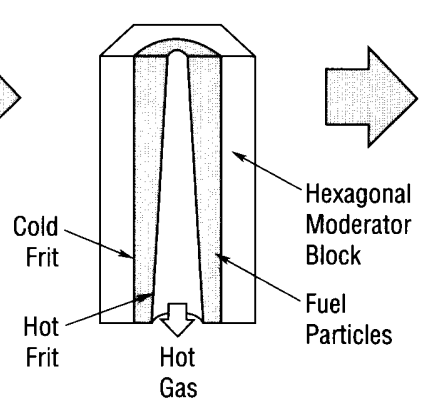 Cold
Frit
Hot
Frit
Hot
Gas
Hexagonal
Moderator
Block
Fuel
Particles